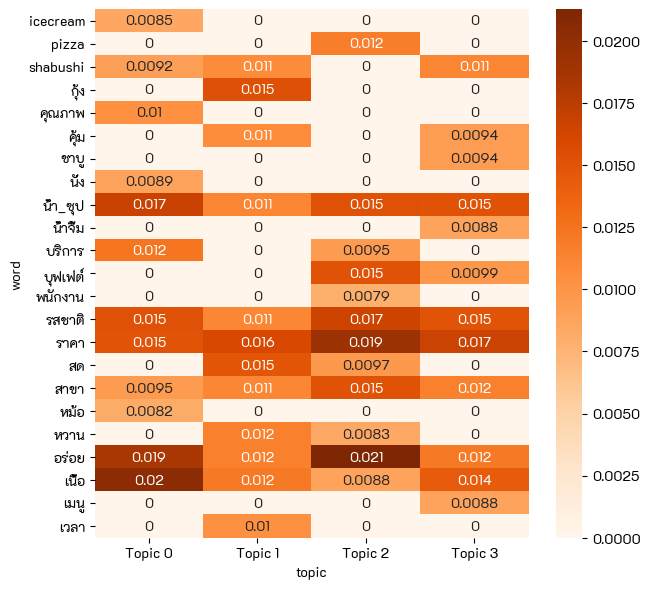 icecream 0.0085 0 0 0
pizza 0 0 0.012 0
shabushi 0.0092 0.011 0 0.011
กุ้ง 0 0.015 0 0
คุณภาพ 0.01 0 0 0
คุ้ม 0 0.011 0 0.0094
ชาบู 0 0 0 0.0094
นั่ง 0.0089 0 0 0
น้ำ_ซุป 0.017 0.011 0.015 0.015
น้ำจิ้ม 0 0 0 0.0088
บริการ 0.012 0 0.0095 0
บุฟเฟต์ 0 0 0.015 0.0099
พนักงาน 0 0 0.0079 0
รสชาติ 0.015 0.011 0.017 0.015
ราคา 0.015 0.016 0.019 0.017
สด 0 0.015 0.0097 0
สาขา 0.0095 0.011 0.015 0.012
หม้อ 0.0082 0 0 0
หวาน 0 0.012 0.0083 0
อร่อย 0.019 0.012 0.021 0.012
เนื้อ 0.02 0.012 0.0088 0.014
เมนู 0 0 0 0.0088
เวลา 0 0.01 0 0
Topic 0 Topic 1 Topic 2 Topic 3
topic
word
0.0200
0.0175
0.0150
0.0125
0.0100
0.0075
0.0050
0.0025
0.0000